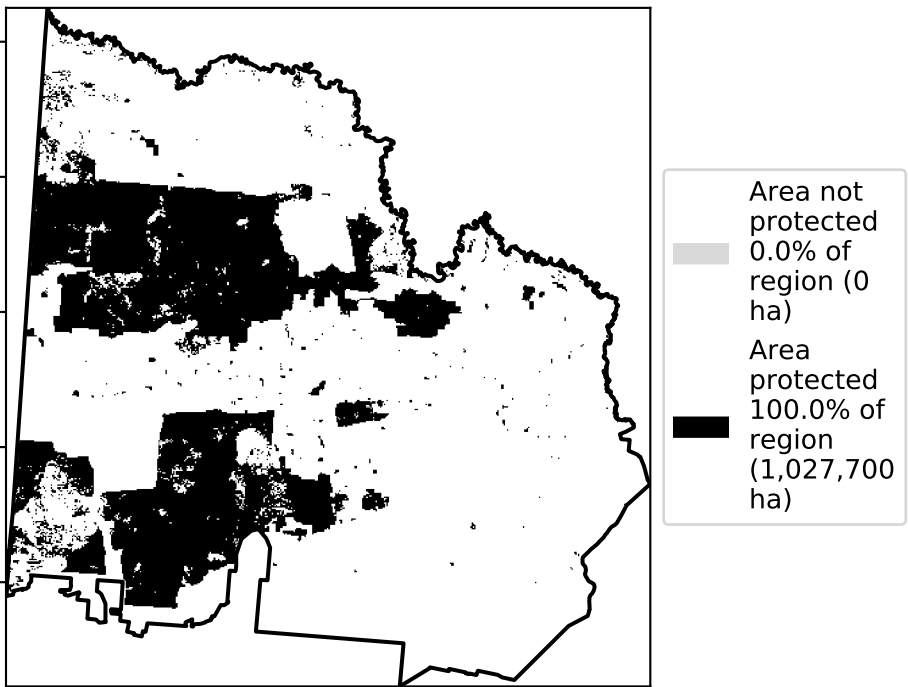 Area not
protected
0.0% of
region (0
ha)
Area
protected
100.0% of
region
(1,027,700
ha)